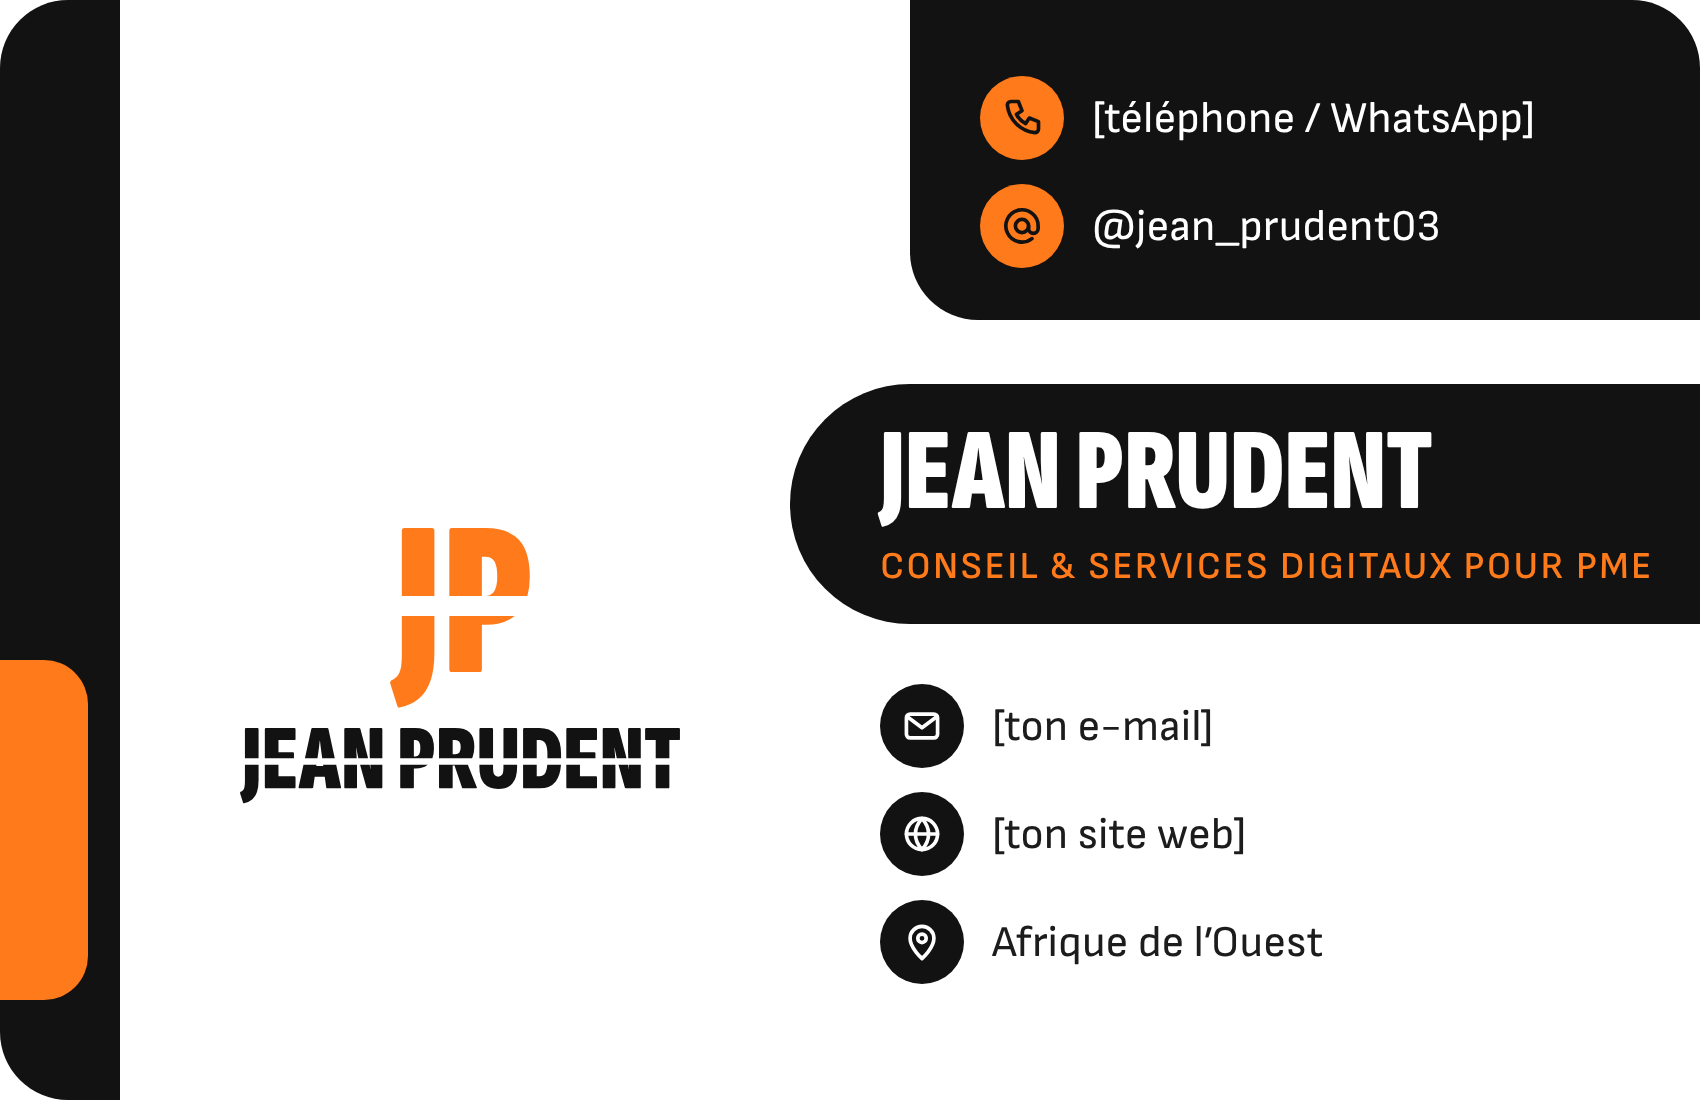 [téléphone / WhatsApp]
@jean_prudent03
JEAN PRUDENT
CONSEIL & SERVICES DIGITAUX POUR PME
JP
JEAN PRUDENT
[ton e-mail]
[ton site web]
Afrique de l’Ouest